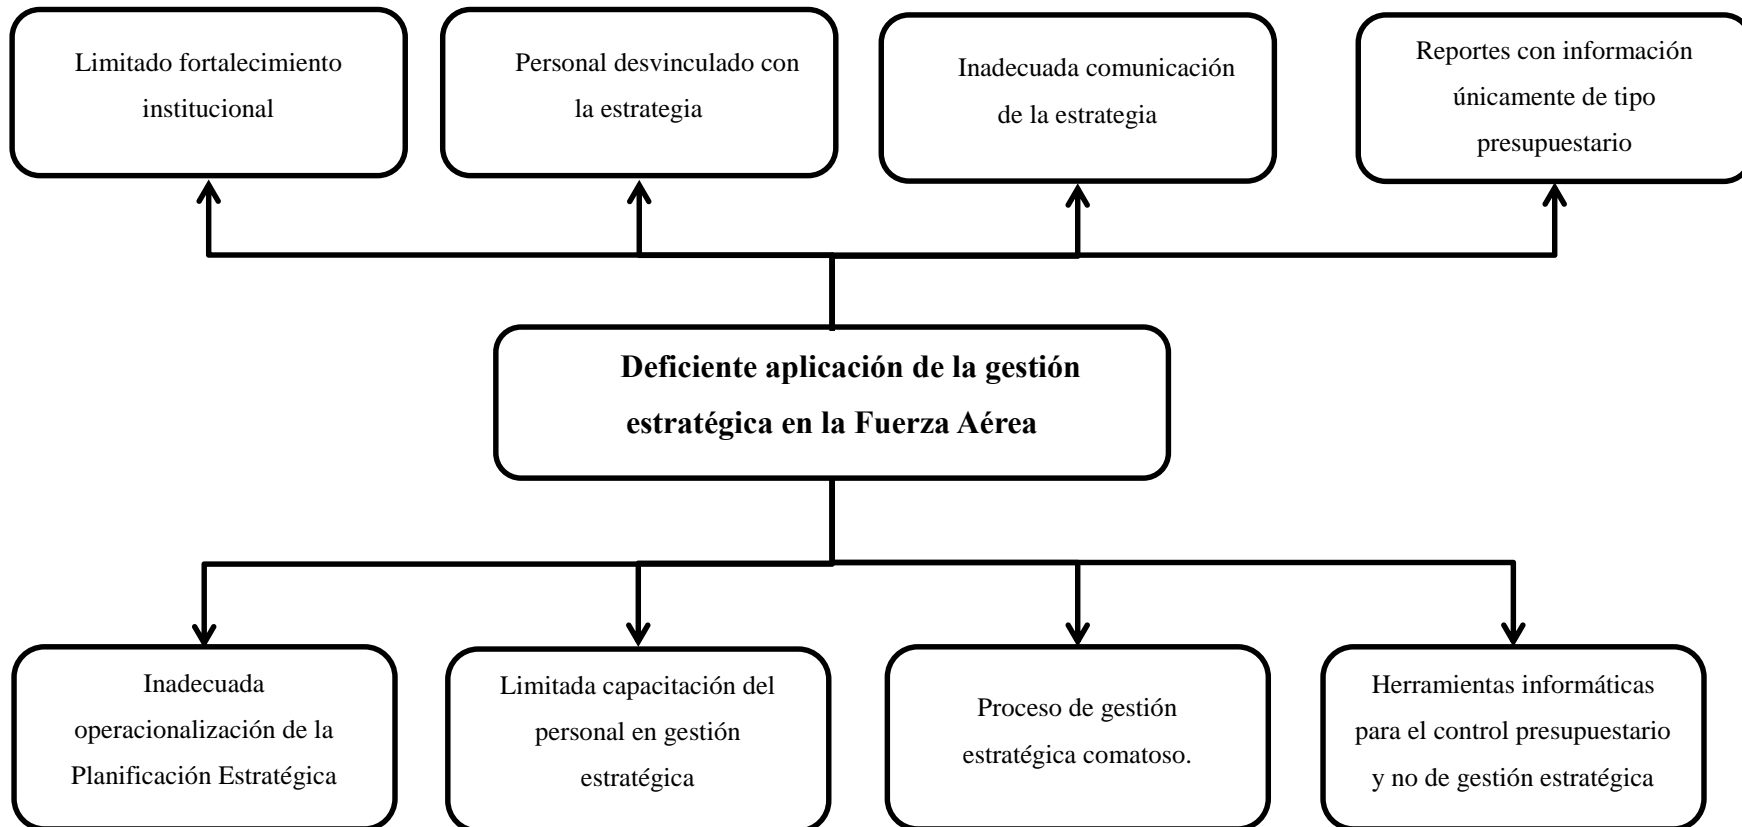 Limitado fortalecimiento
institucional
Personal desvinculado con
la estrategia
Inadecuada comunicación
de la estrategia
Reportes con información
únicamente de tipo
presupuestario
Deficiente aplicación de la gestión
estratégica en la Fuerza Aérea
Inadecuada
operacionalización de la
Planificación Estratégica
Limitada capacitación del
personal en gestión
estratégica
Proceso de gestión
estratégica comatoso.
Herramientas informáticas
para el control presupuestario
y no de gestión estratégica